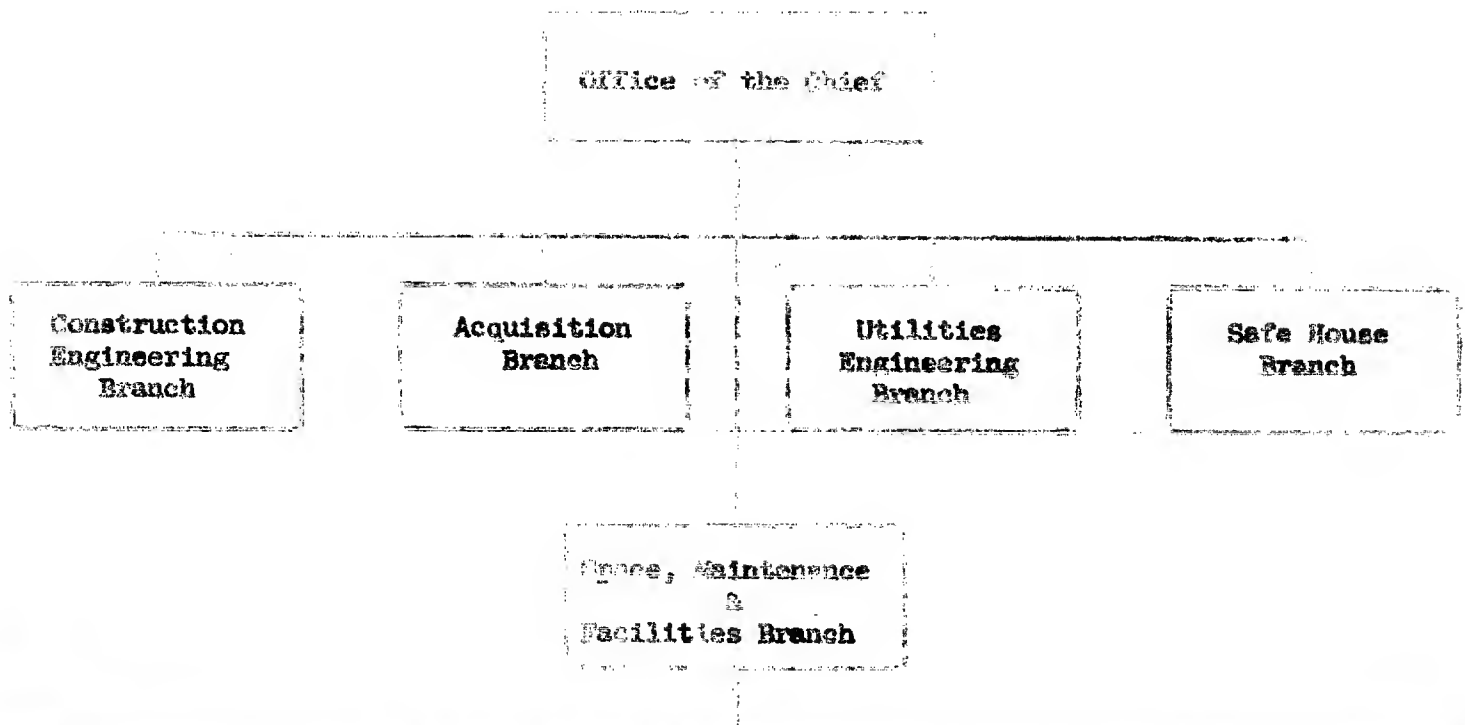 Office of the Chief
Construction
Engineering
Branch
Acquisition
Branch
Utilities
Engineering
Branch
Safe House
Branch
Space, Maintenance
&
Facilities Branch